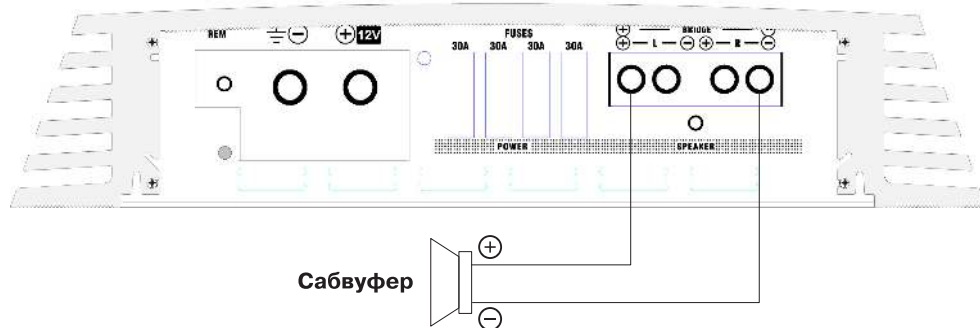 REM ⏚ ⊖ ⊕ 12V
FUSES
30A 30A 30A 30A
⊕ BRIDGE ⊖
⊕ L ⊖ ⊕ R ⊖
POWER SPEAKER
⊕
Сабвуфер
⊖